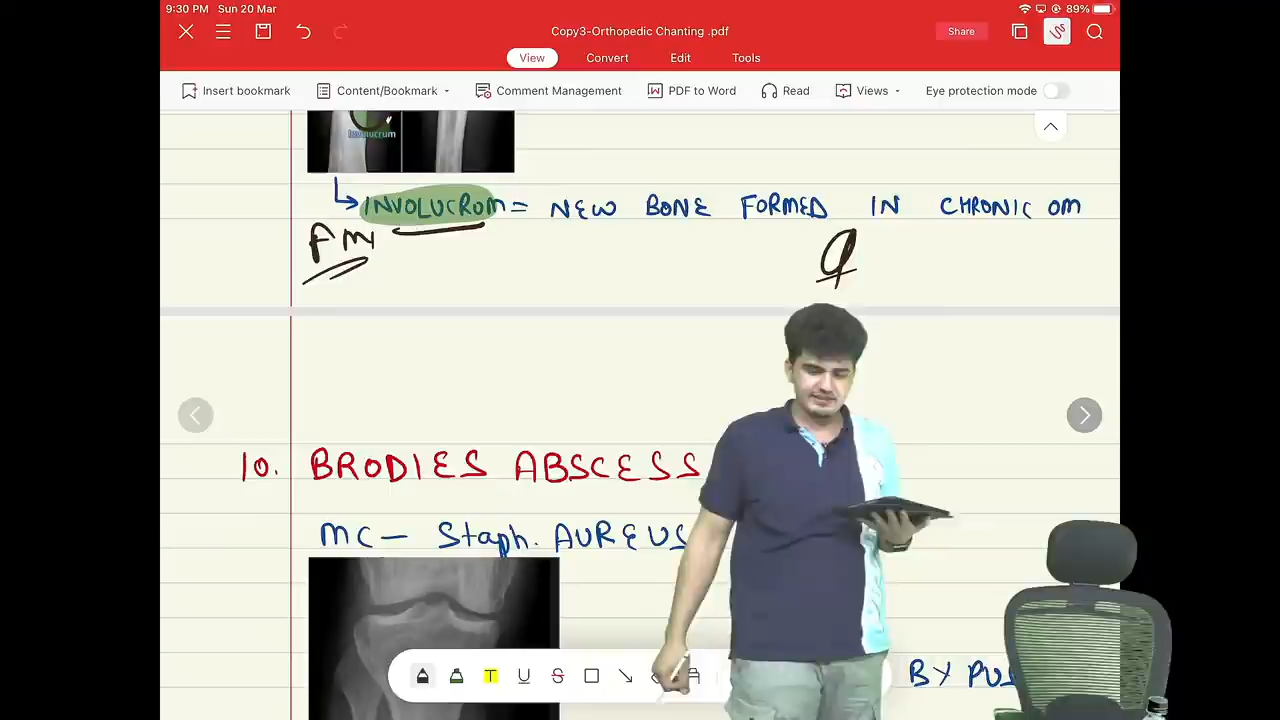 9:30 PM Sun 20 Mar 89%
Copy3-Orthopedic Chanting .pdf
Share
View Convert Edit Tools
Insert bookmark Content/Bookmark Comment Management PDF to Word Read Views Eye protection mode
Involucrum
INVOLUCRUM = NEW BONE FORMED IN CHRONIC OM
10. BRODIES ABSCESS
MC - Staph. AUREUS
T U S A
BY PUS